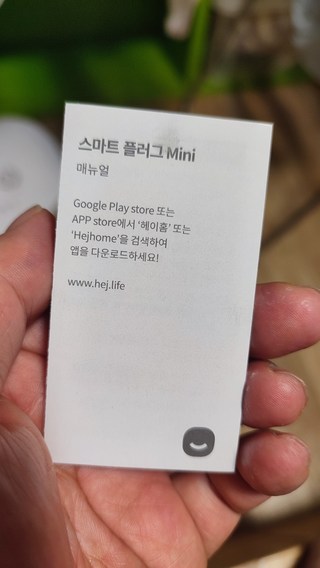 스마트 플러그 Mini
매뉴얼
Google Play store 또는
APP store에서 '헤이홈' 또는
'Hejhome'을 검색하여
앱을 다운로드하세요!
www.hej.life